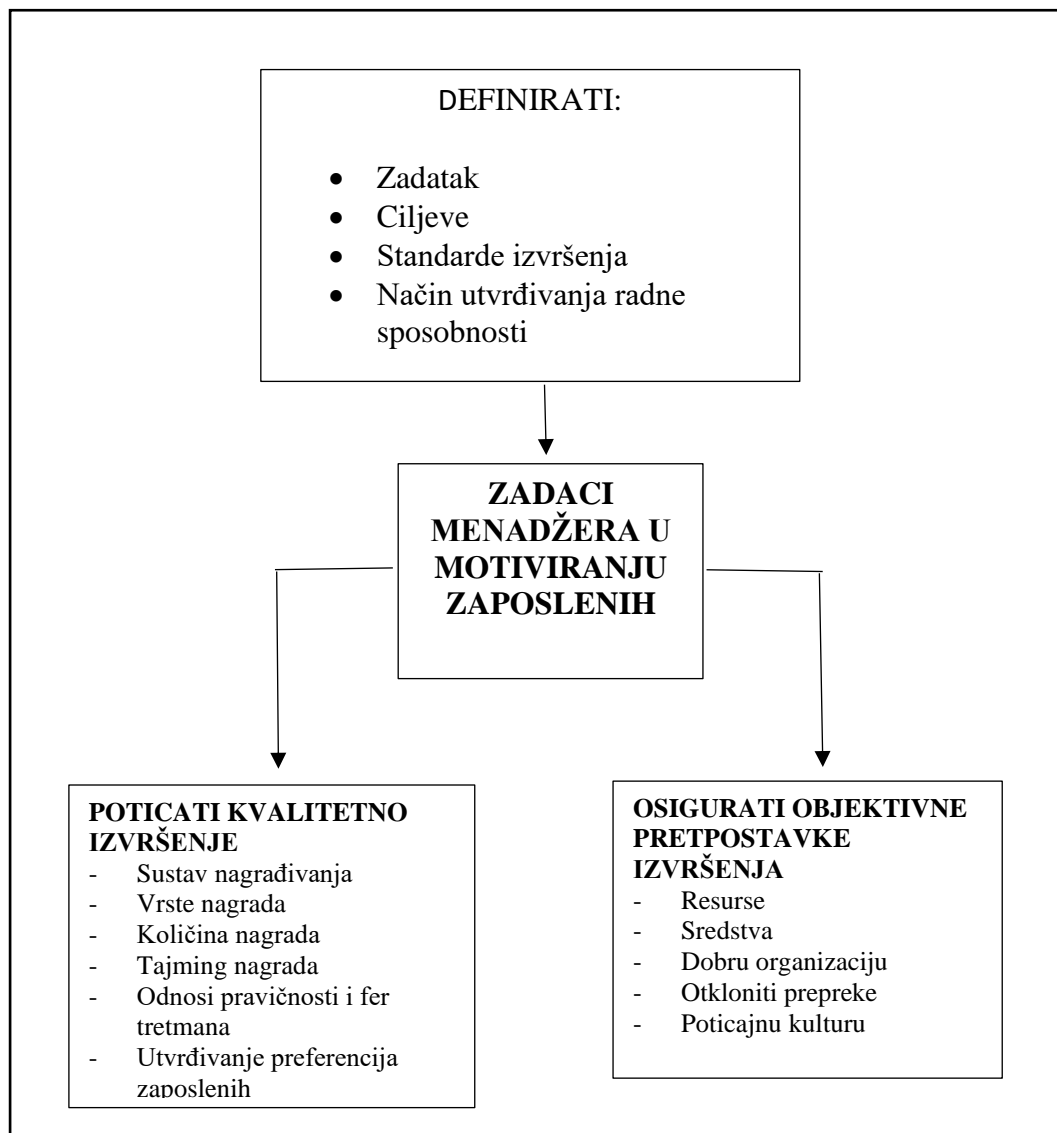 DEFINIRATI:
• Zadatak
• Ciljeve
• Standarde izvršenja
• Način utvrđivanja radne
sposobnosti
ZADACI
MENADŽERA U
MOTIVIRANJU
ZAPOSLENIH
POTICATI KVALITETNO
IZVRŠENJE
- Sustav nagrađivanja
- Vrste nagrada
- Količina nagrada
- Tajming nagrada
- Odnosi pravičnosti i fer
tretmana
- Utvrđivanje preferencija
zaposlenih
OSIGURATI OBJEKTIVNE
PRETPOSTAVKE
IZVRŠENJA
- Resurse
- Sredstva
- Dobru organizaciju
- Otkloniti prepreke
- Poticajnu kulturu